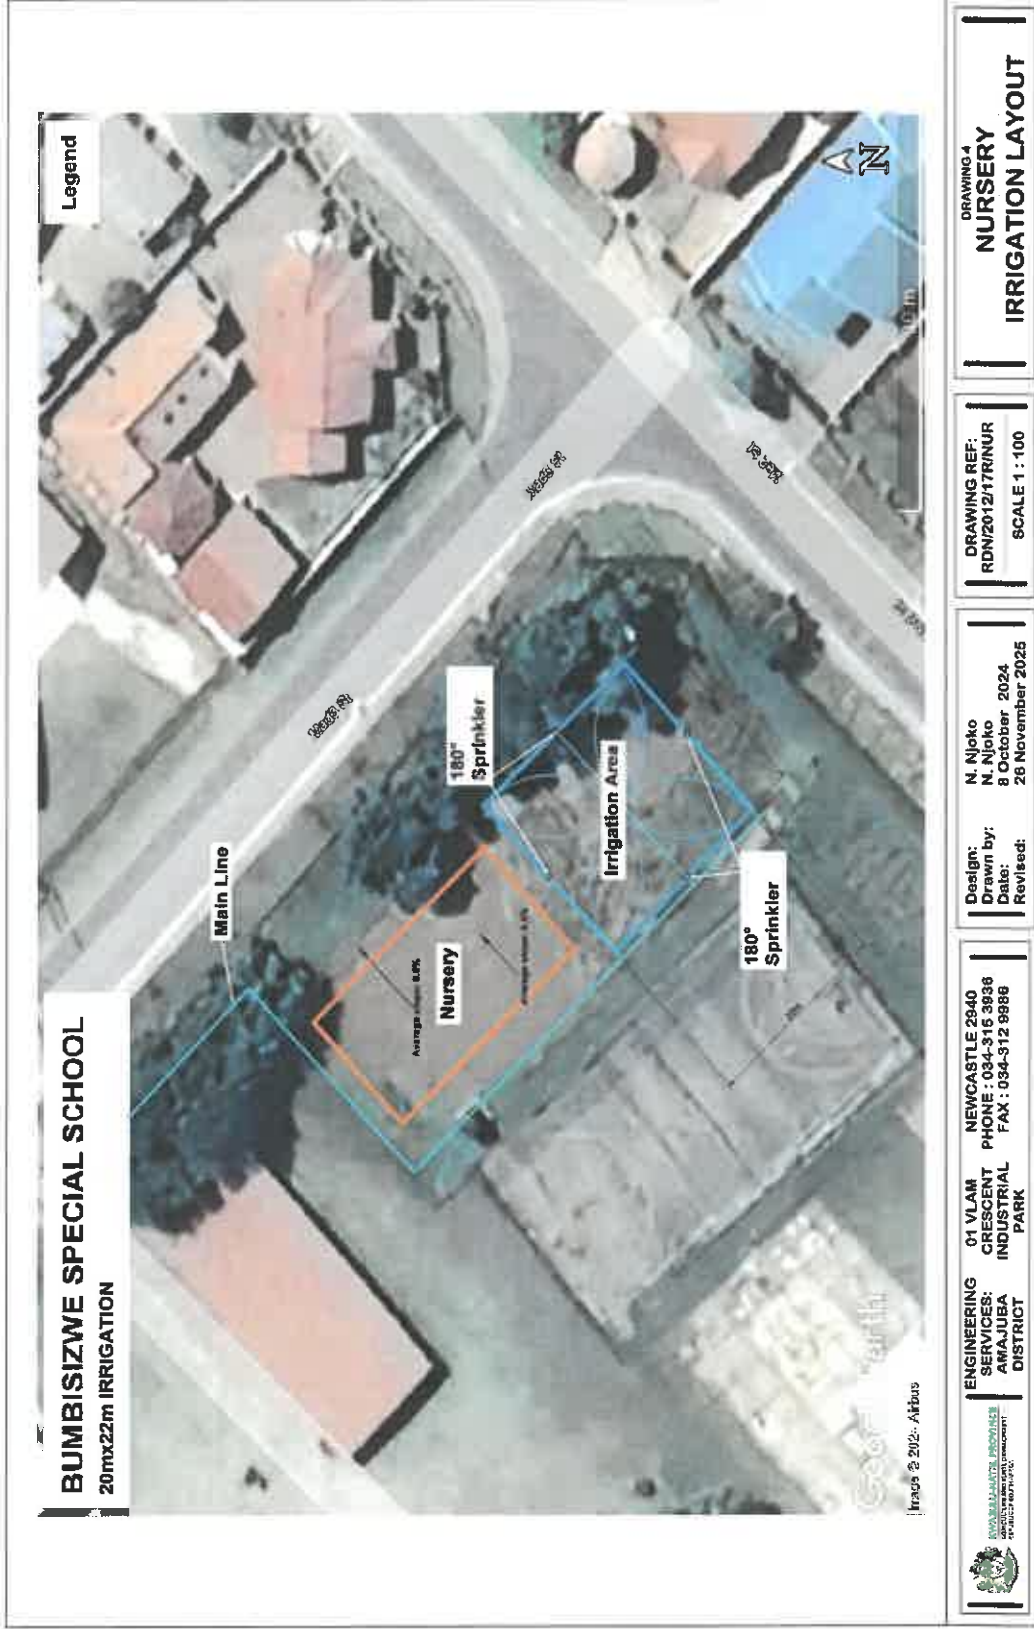 BUMBISIZWE SPECIAL SCHOOL
20mx22m IRRIGATION
Legend
Main Line
180°
Sprinkler
Nursery
Irrigation Area
180°
Sprinkler
N
ENGINEERING
SERVICES:
AMAJUBA
DISTRICT
01 VLAM
CRESCENT
INDUSTRIAL
PARK
NEWCASTLE 2940
PHONE : 034-315 3936
FAX : 034-312 9986
Design: N. Njoko
Drawn by: N. Njoko
Date: 8 October 2024
Revised: 26 November 2025
DRAWING REF:
RDN/2012/17R/NUR
SCALE 1 : 100
DRAWING 4
NURSERY
IRRIGATION LAYOUT